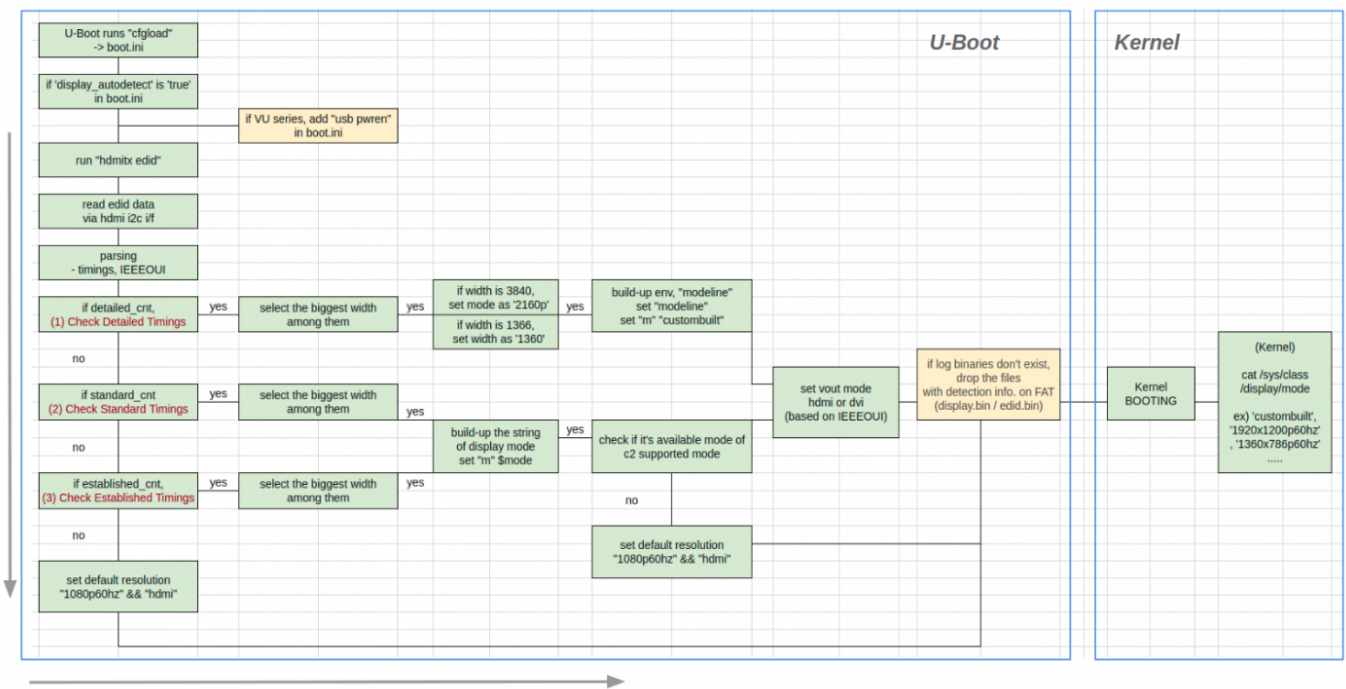 U-Boot
Kernel
U-Boot runs "cfgload"
-> boot.ini
if 'display_autodetect' is 'true'
in boot.ini
if VU series, add "usb pwren"
in boot.ini
run "hdmitx edid"
read edid data
via hdmi i2c i/f
parsing
- timings, IEEEOUI
if detailed_cnt,
(1) Check Detailed Timings
yes
select the biggest width
among them
yes
if width is 3840,
set mode as '2160p'
if width is 1366,
set width as '1360'
yes
build-up env, "modeline"
set "modeline"
set "m" "custombuilt"
no
if standard_cnt
(2) Check Standard Timings
yes
select the biggest width
among them
yes
build-up the string
of display mode
set "m" $mode
yes
check if it's available mode of
c2 supported mode
set vout mode
hdmi or dvi
(based on IEEEOUI)
if log binaries don't exist,
drop the files
with detection info. on FAT
(display.bin / edid.bin)
Kernel
BOOTING
(Kernel)
cat /sys/class
/display/mode
ex) 'custombuilt',
'1920x1200p60hz'
, '1360x786p60hz'
.....
no
if established_cnt,
(3) Check Established Timings
yes
select the biggest width
among them
yes
no
set default resolution
"1080p60hz" && "hdmi"
no
set default resolution
"1080p60hz" && "hdmi"